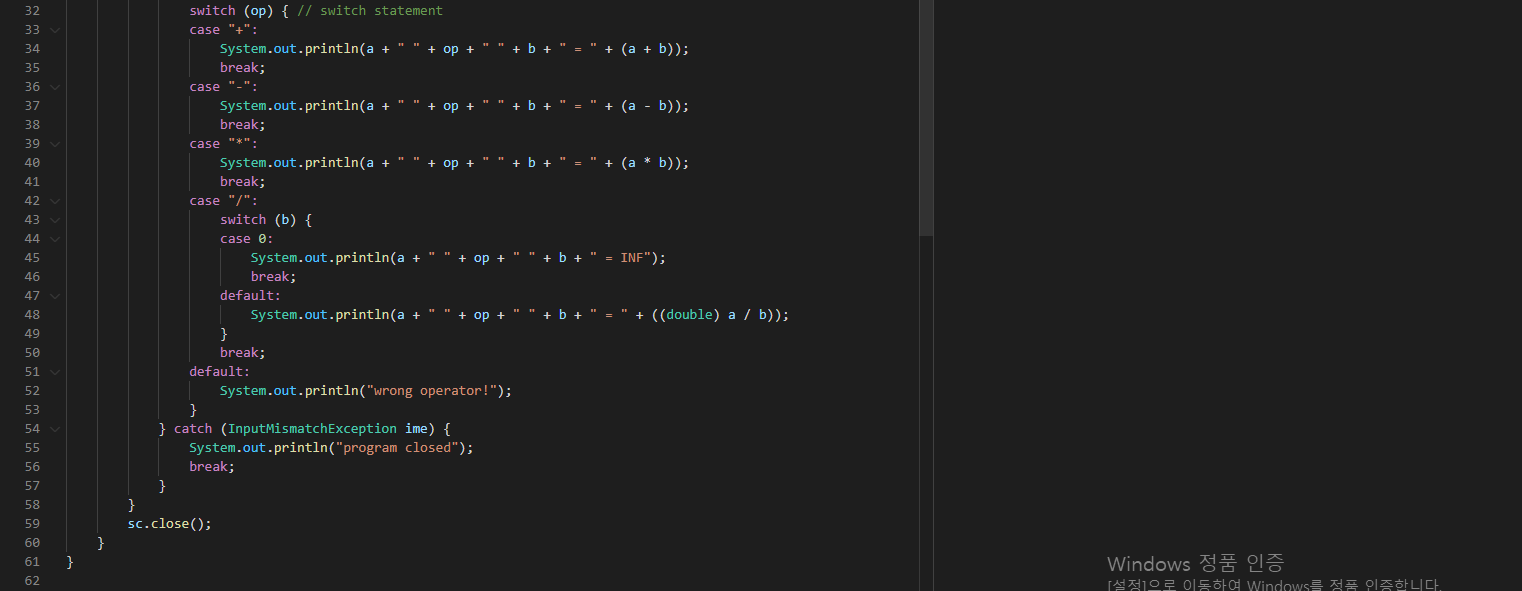 32 switch (op) { // switch statement
33 case "+":
34 System.out.println(a + " " + op + " " + b + " = " + (a + b));
35 break;
36 case "-":
37 System.out.println(a + " " + op + " " + b + " = " + (a - b));
38 break;
39 case "*":
40 System.out.println(a + " " + op + " " + b + " = " + (a * b));
41 break;
42 case "/":
43 switch (b) {
44 case 0:
45 System.out.println(a + " " + op + " " + b + " = INF");
46 break;
47 default:
48 System.out.println(a + " " + op + " " + b + " = " + ((double) a / b));
49 }
50 break;
51 default:
52 System.out.println("wrong operator!");
53 }
54 } catch (InputMismatchException ime) {
55 System.out.println("program closed");
56 break;
57 }
58 }
59 sc.close();
60 }
61 }
62
Windows 정품 인증
[설정]으로 이동하여 Windows를 정품 인증합니다.